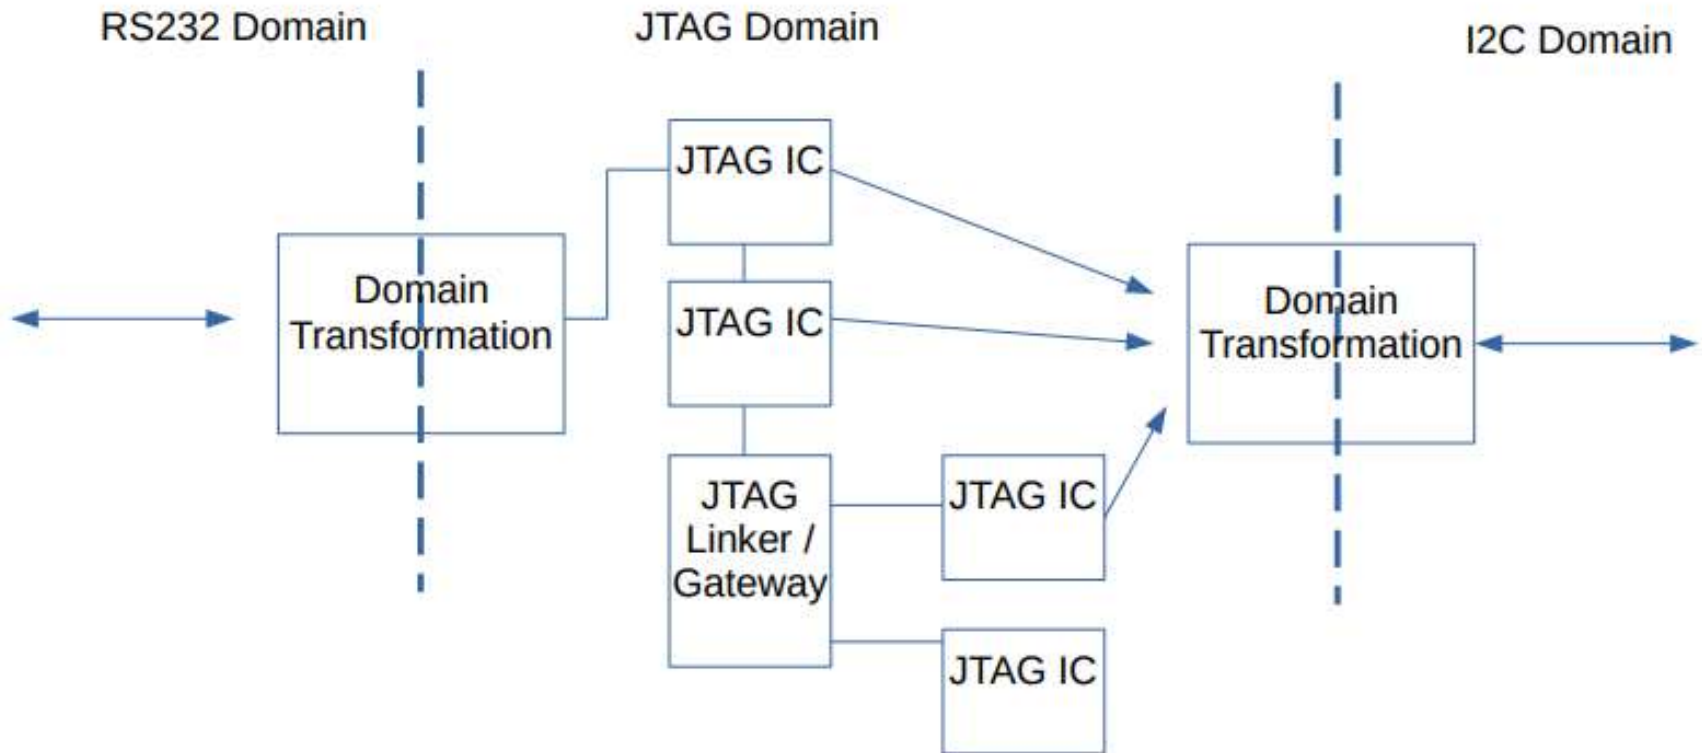 RS232 Domain
JTAG Domain
I2C Domain
JTAG IC
Domain
Transformation
JTAG IC
Domain
Transformation
JTAG
Linker /
Gateway
JTAG IC
JTAG IC